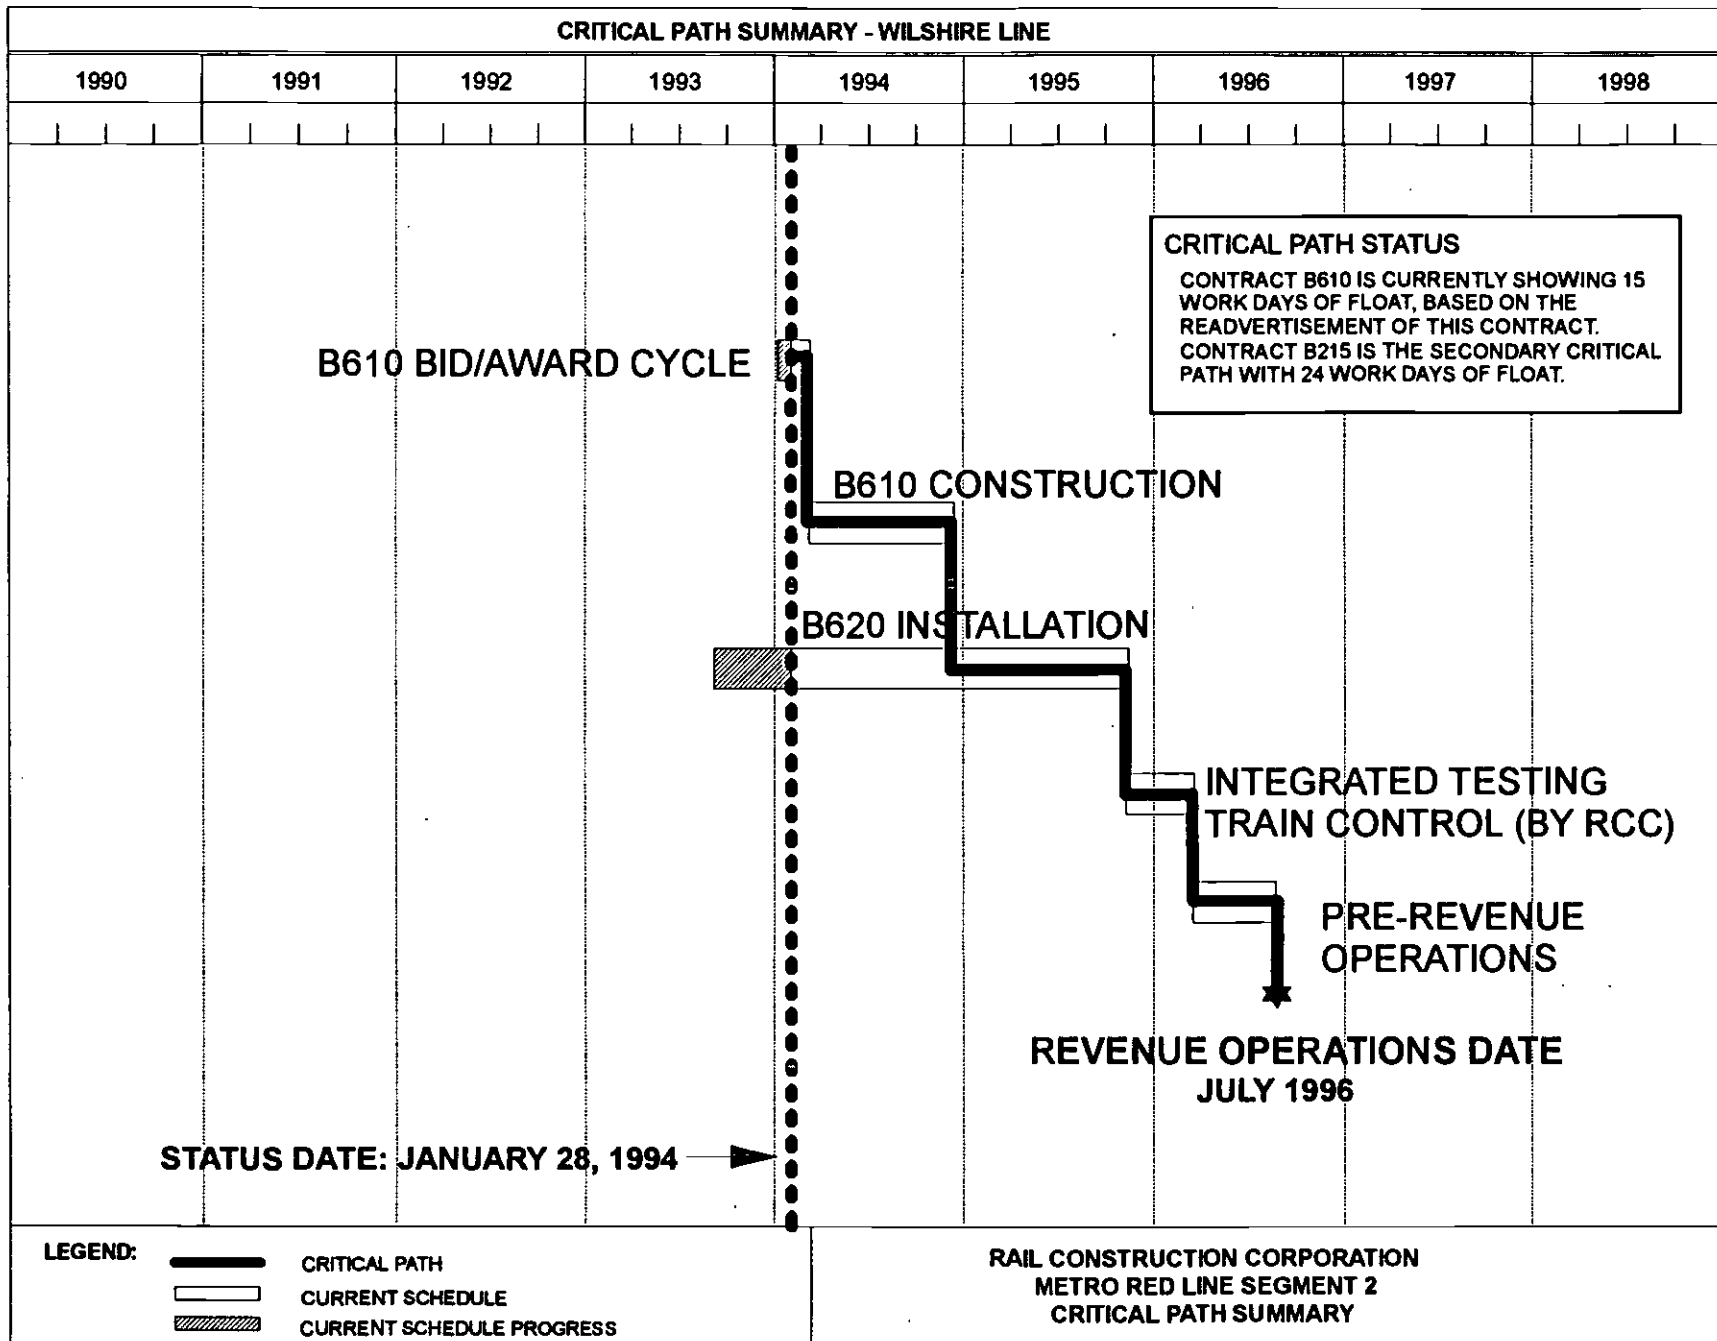 CRITICAL PATH SUMMARY - WILSHIRE LINE
1990 1991 1992 1993 1994 1995 1996 1997 1998
CRITICAL PATH STATUS
CONTRACT B610 IS CURRENTLY SHOWING 15
WORK DAYS OF FLOAT, BASED ON THE
READVERTISEMENT OF THIS CONTRACT.
CONTRACT B215 IS THE SECONDARY CRITICAL
PATH WITH 24 WORK DAYS OF FLOAT.
B610 BID/AWARD CYCLE
B610 CONSTRUCTION
B620 INSTALLATION
INTEGRATED TESTING
TRAIN CONTROL (BY RCC)
PRE-REVENUE
OPERATIONS
REVENUE OPERATIONS DATE
JULY 1996
STATUS DATE: JANUARY 28, 1994
LEGEND:
CRITICAL PATH
CURRENT SCHEDULE
CURRENT SCHEDULE PROGRESS
RAIL CONSTRUCTION CORPORATION
METRO RED LINE SEGMENT 2
CRITICAL PATH SUMMARY